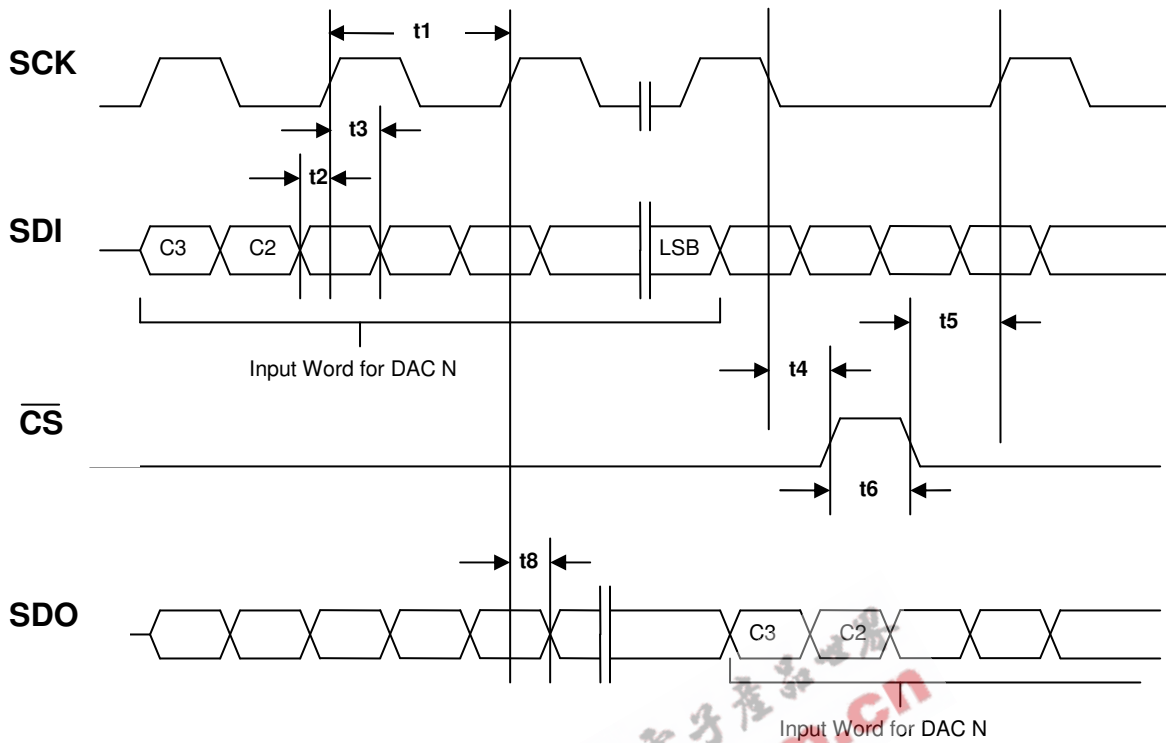 SCK
t1
t3
t2
SDI
C3 C2 LSB
t5
Input Word for DAC N
t4
CS
t6
t8
SDO
C3 C2
Input Word for DAC N